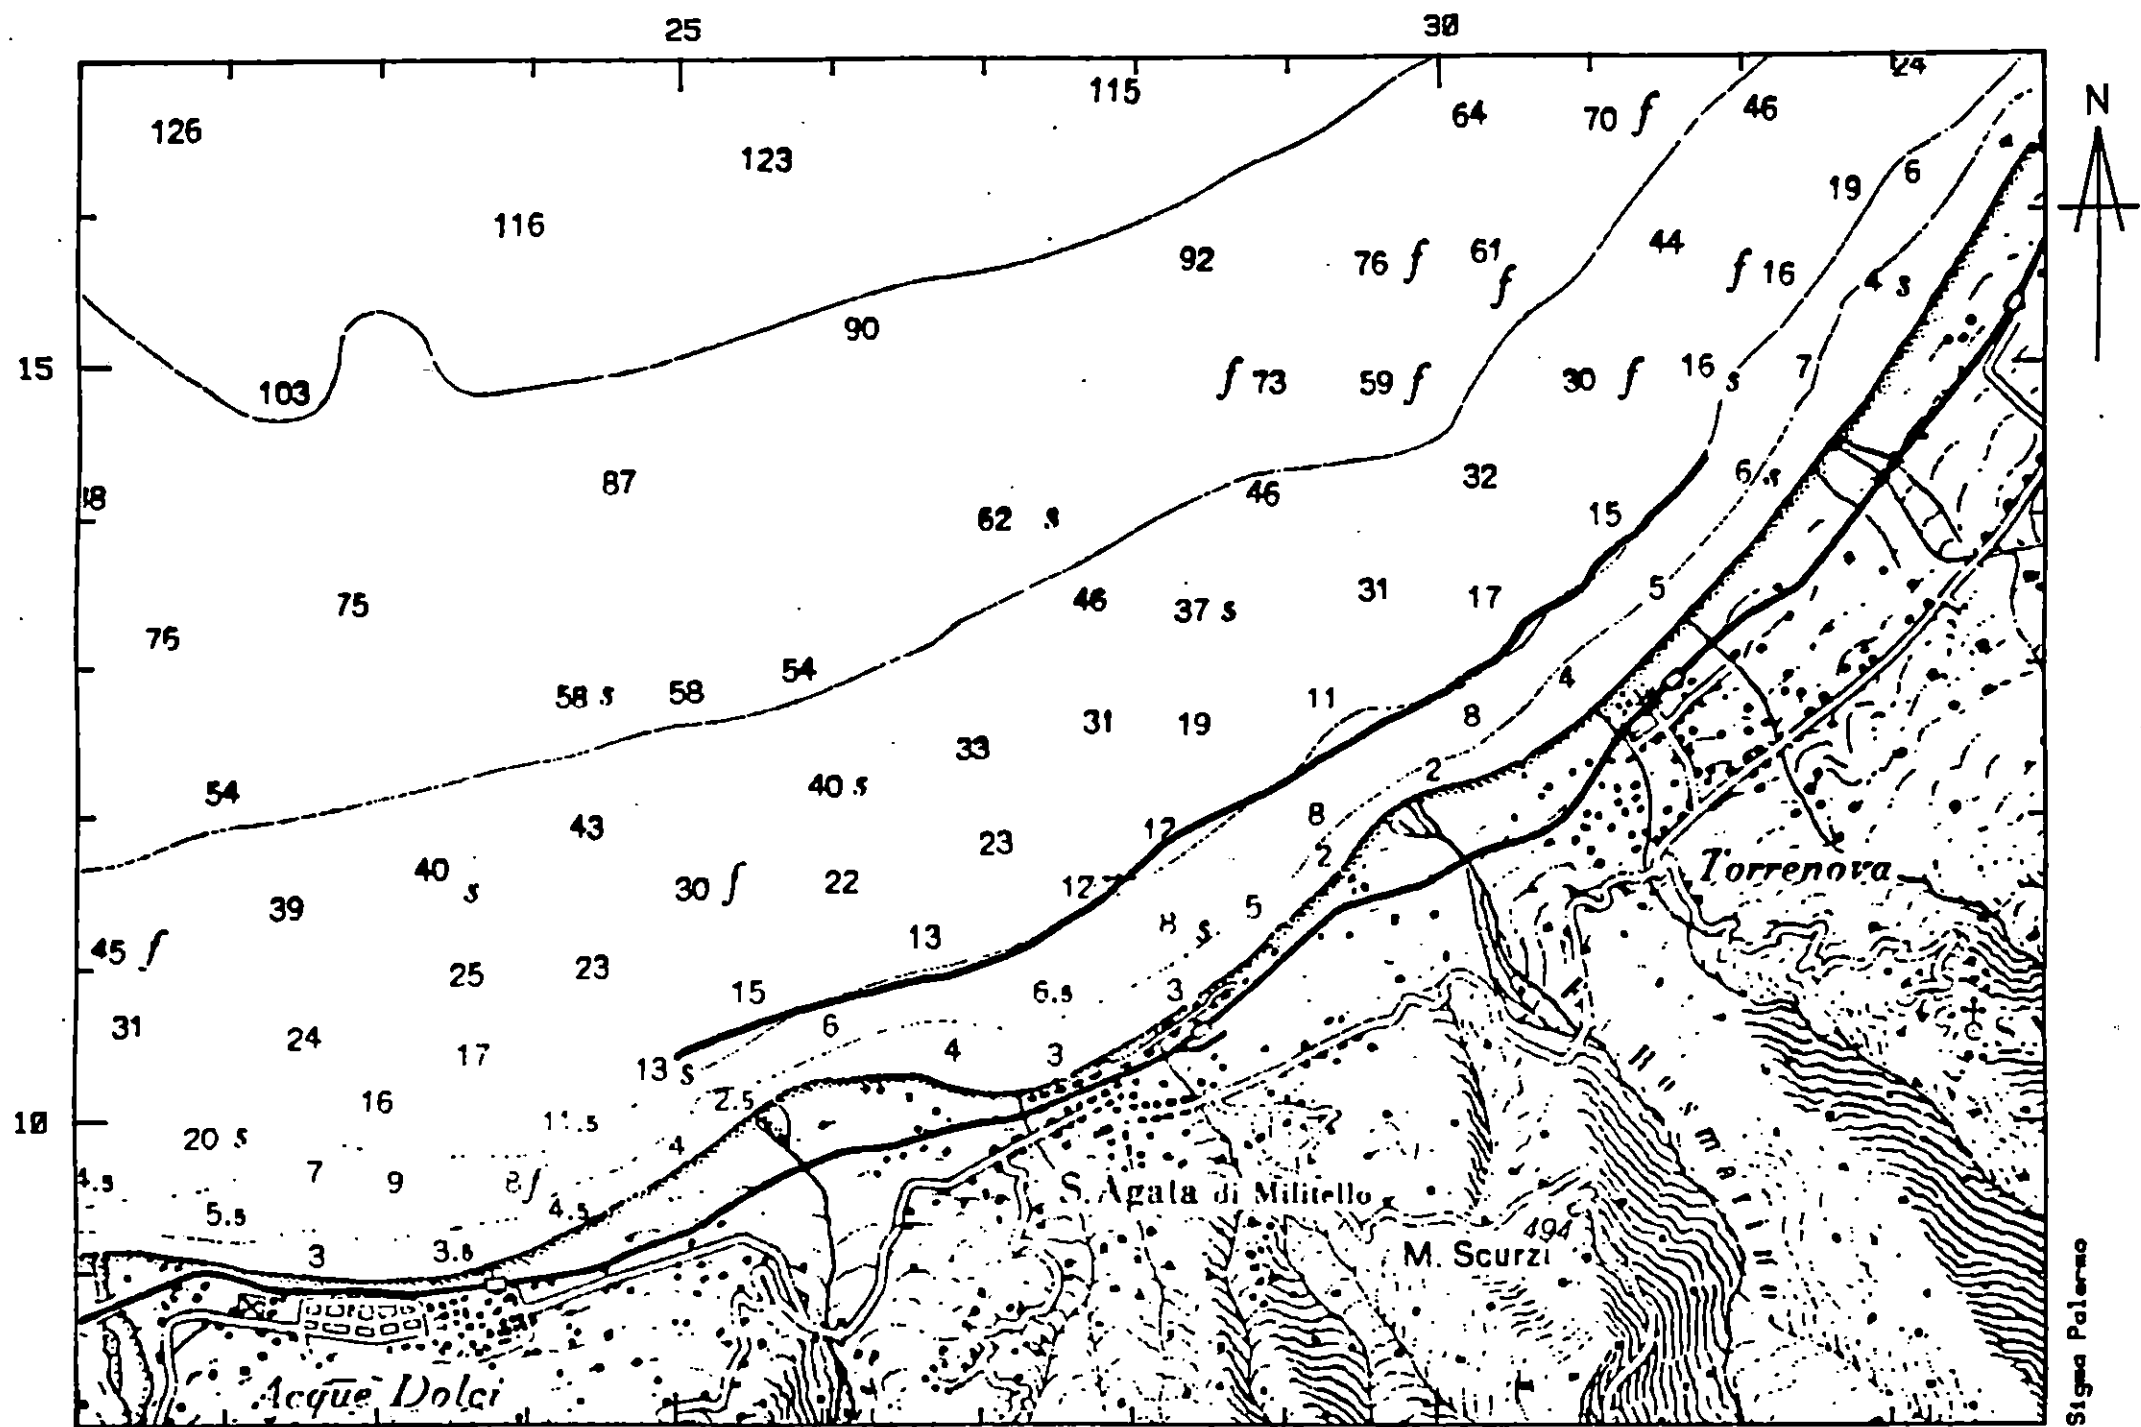 25 30
24
115
64 70 f 46
N
126
123
19 6
116
92 76 f 61 f 44 f 16 4 s
90
15
103
f 73 59 f 30 f 16 s 7
87
62 s
46
32
6.s
15
75
46 37 s 31 17 5
76
58 s 58 54
11 4
31 19 8
33
54
40 s
2
43
23 12 8
2
40 s
30 f 22 12
Torrenova
39
8 s 5
45 f
13
25 23
15
6.s 3
31
24
6
17
4 3
13 s
Rosmarino
16
2.5
10
20 s
11.s
4
7 9 8 f
4.s
S. Agata di Militello
5.s
494
3 3.s
M. Scurzi
Acque Dolci
Sigma Palermo